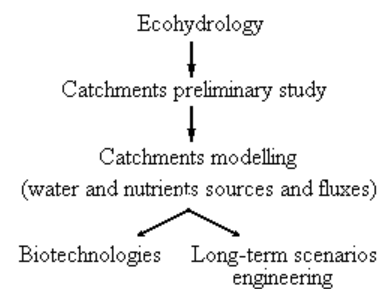 Ecohydrology
Catchments preliminary study
Catchments modelling
(water and nutrients sources and fluxes)
Biotechnologies
Long-term scenarios
engineering